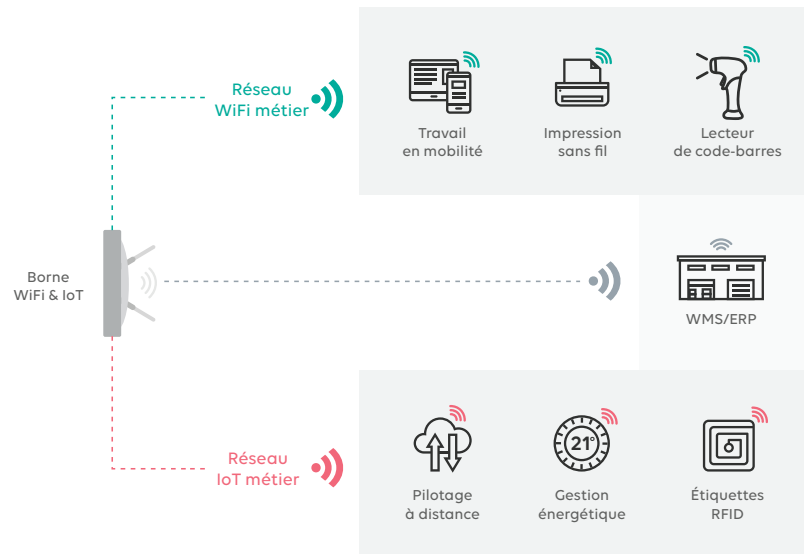 Réseau
WiFi métier
Travail
en mobilité
Impression
sans fil
Lecteur
de code-barres
Borne
WiFi & IoT
WMS/ERP
Réseau
IoT métier
21°
Pilotage
à distance
Gestion
énergétique
Étiquettes
RFID